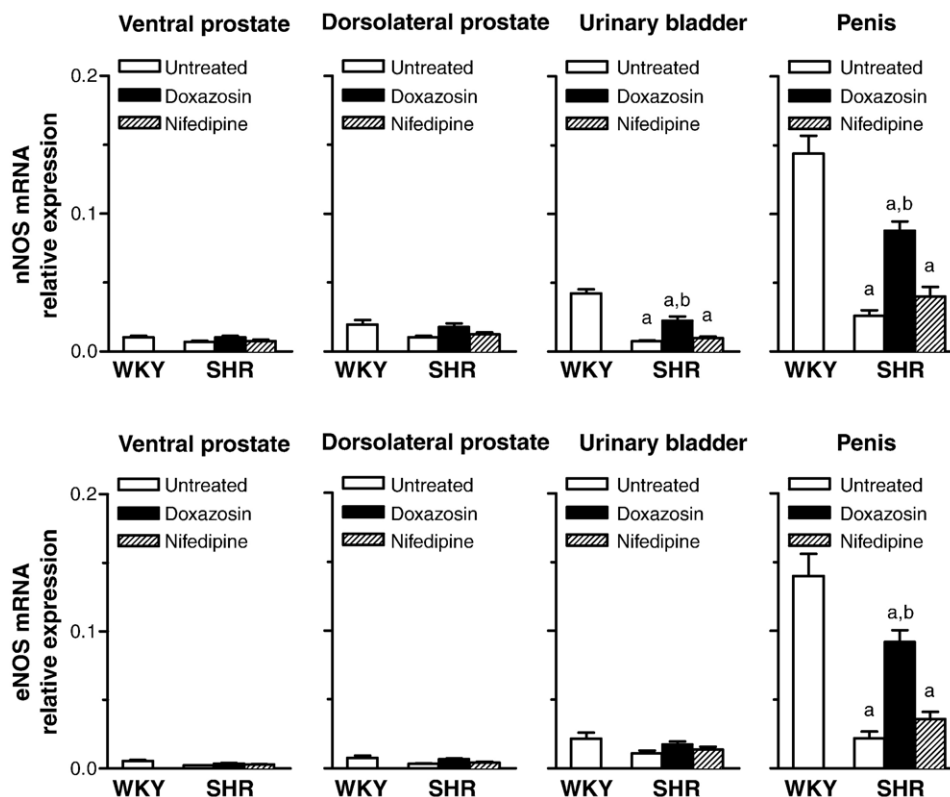 Ventral prostate
Dorsolateral prostate
Urinary bladder
Penis
nNOS mRNA
relative expression
0.2
0.1
0.0
Untreated
Doxazosin
Nifedipine
WKY SHR
Untreated
Doxazosin
Nifedipine
WKY SHR
Untreated
Doxazosin
Nifedipine
a a,b a
WKY SHR
Untreated
Doxazosin
Nifedipine
a a,b a
WKY SHR
Ventral prostate
Dorsolateral prostate
Urinary bladder
Penis
eNOS mRNA
relative expression
0.2
0.1
0.0
Untreated
Doxazosin
Nifedipine
WKY SHR
Untreated
Doxazosin
Nifedipine
WKY SHR
Untreated
Doxazosin
Nifedipine
WKY SHR
Untreated
Doxazosin
Nifedipine
a a,b a
WKY SHR